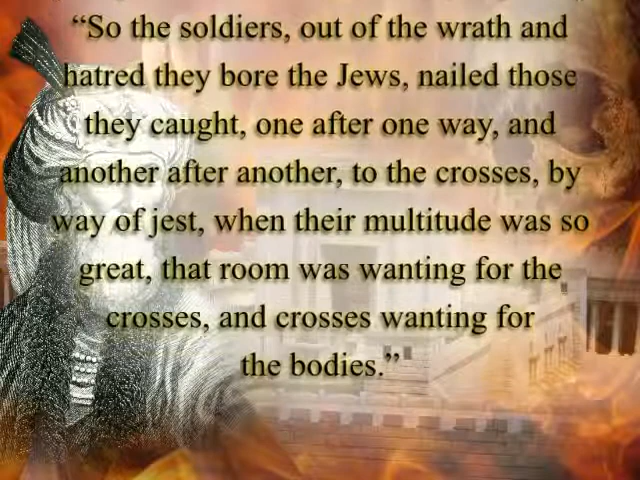 “So the soldiers, out of the wrath and
hatred they bore the Jews, nailed those
they caught, one after one way, and
another after another, to the crosses, by
way of jest, when their multitude was so
great, that room was wanting for the
crosses, and crosses wanting for
the bodies.”